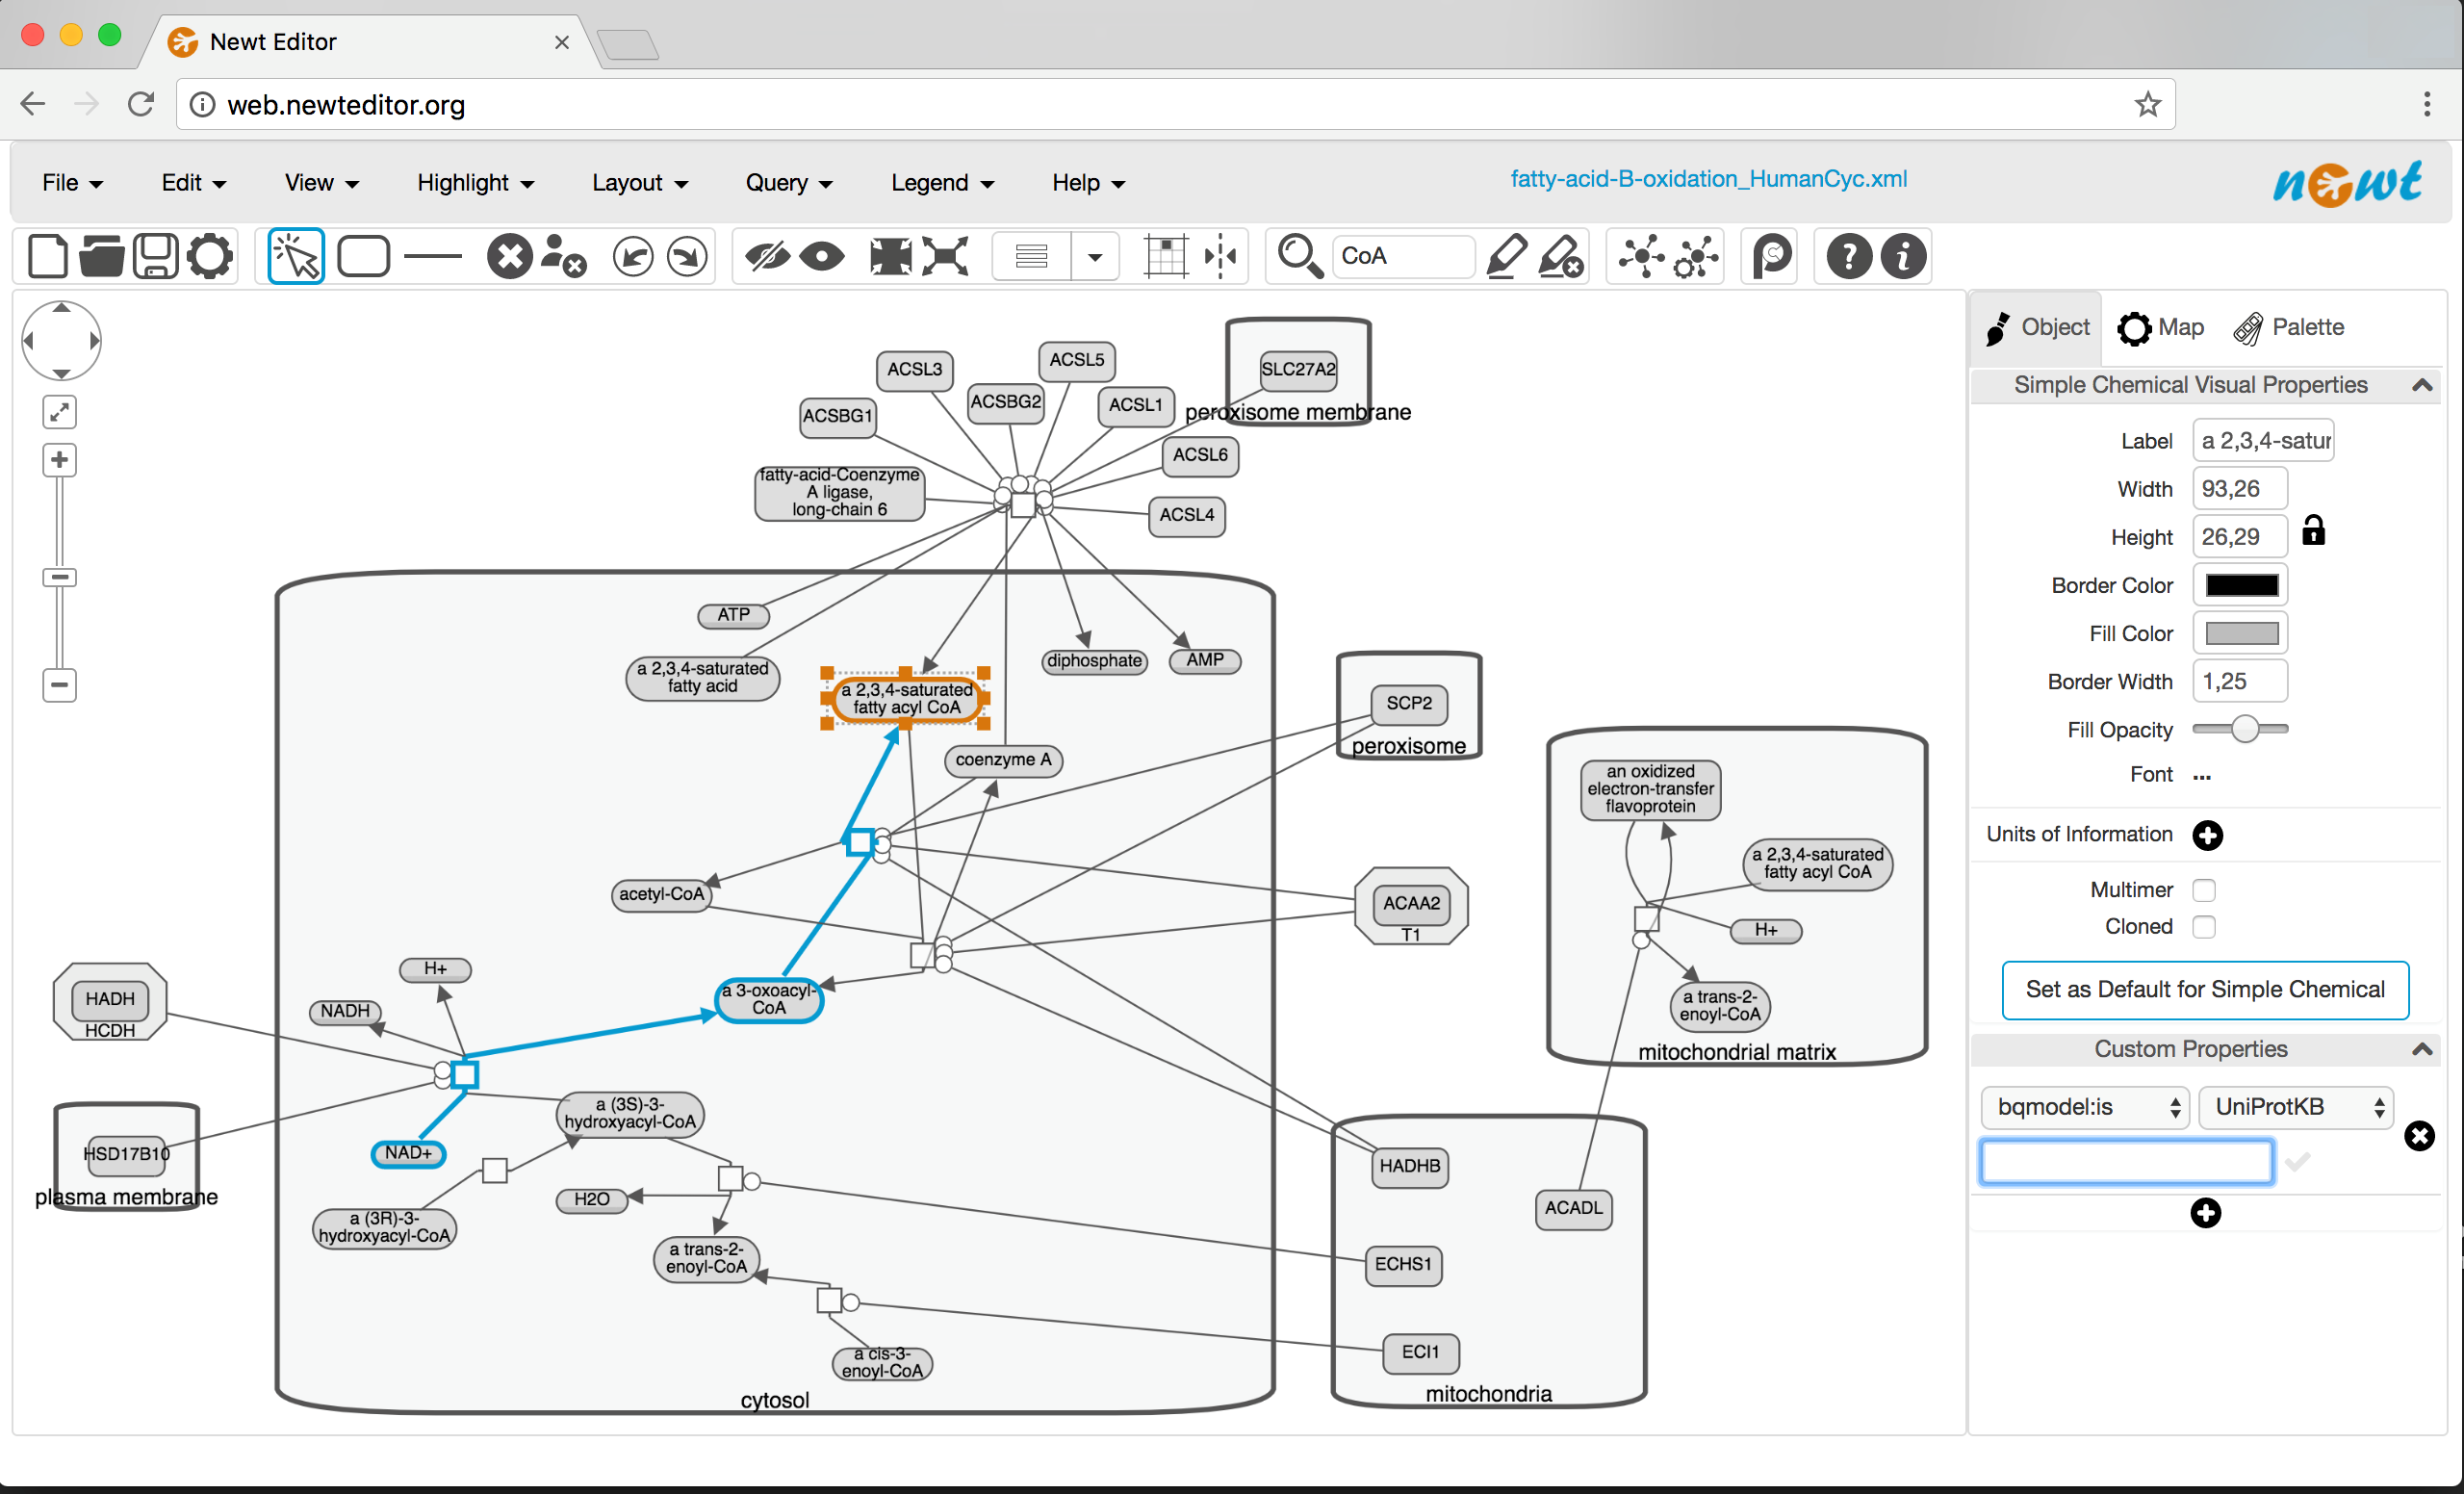 Newt Editor
web.newteditor.org
File
Edit
View
Highlight
Layout
Query
Legend
Help
fatty-acid-B-oxidation_HumanCyc.xml
newt
CoA
Object
Map
Palette
Simple Chemical Visual Properties
Label
a 2,3,4-satur
Width
93,26
Height
26,29
Border Color
Fill Color
Border Width
1,25
Fill Opacity
Font
...
Units of Information
Multimer
Cloned
Set as Default for Simple Chemical
Custom Properties
bqmodel:is
UniProtKB
SLC27A2
peroxisome membrane
ACSL5
ACSL3
ACSBG2
ACSL1
ACSBG1
ACSL6
fatty-acid-Coenzyme
A ligase,
long-chain 6
ACSL4
ATP
a 2,3,4-saturated
fatty acid
a 2,3,4-saturated
fatty acyl CoA
diphosphate
AMP
coenzyme A
acetyl-CoA
a 3-oxoacyl-
CoA
SCP2
peroxisome
ACAA2
T1
an oxidized
electron-transfer
flavoprotein
a 2,3,4-saturated
fatty acyl CoA
H+
a trans-2-
enoyl-CoA
mitochondrial matrix
HADH
HCDH
H+
NADH
HSD17B10
plasma membrane
NAD+
a (3S)-3-
hydroxyacyl-CoA
a (3R)-3-
hydroxyacyl-CoA
H2O
a trans-2-
enoyl-CoA
a cis-3-
enoyl-CoA
cytosol
HADHB
ACADL
ECHS1
ECI1
mitochondria